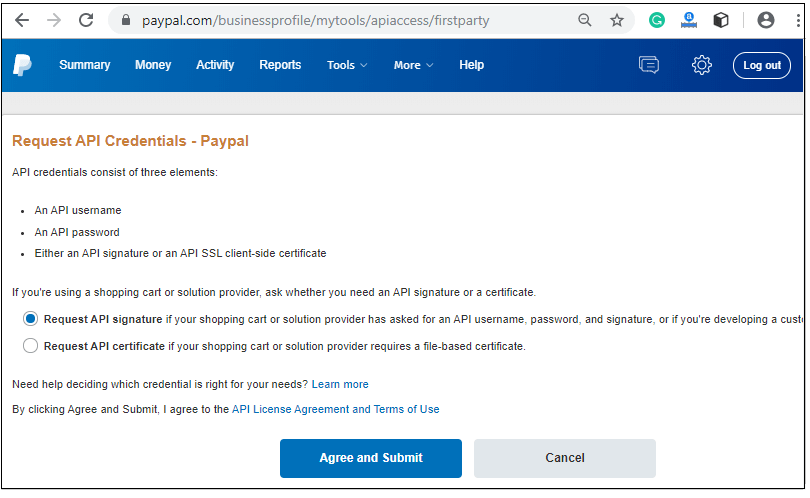 paypal.com/businessprofile/mytools/apiaccess/firstparty
Summary Money Activity Reports Tools More Help Log out
Request API Credentials - Paypal
API credentials consist of three elements:
• An API username
• An API password
• Either an API signature or an API SSL client-side certificate
If you're using a shopping cart or solution provider, ask whether you need an API signature or a certificate.
Request API signature if your shopping cart or solution provider has asked for an API username, password, and signature, or if you're developing a
Request API certificate if your shopping cart or solution provider requires a file-based certificate.
Need help deciding which credential is right for your needs? Learn more
By clicking Agree and Submit, I agree to the API License Agreement and Terms of Use
Agree and Submit Cancel